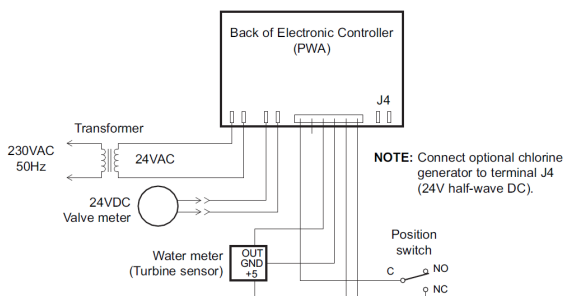 Back of Electronic Controller
(PWA)
J4
Transformer
230VAC
50Hz
24VAC
NOTE: Connect optional chlorine
generator to terminal J4
(24V half-wave DC).
24VDC
Valve meter
Position
switch
Water meter
(Turbine sensor)
OUT
GND
+5
C
NO
NC